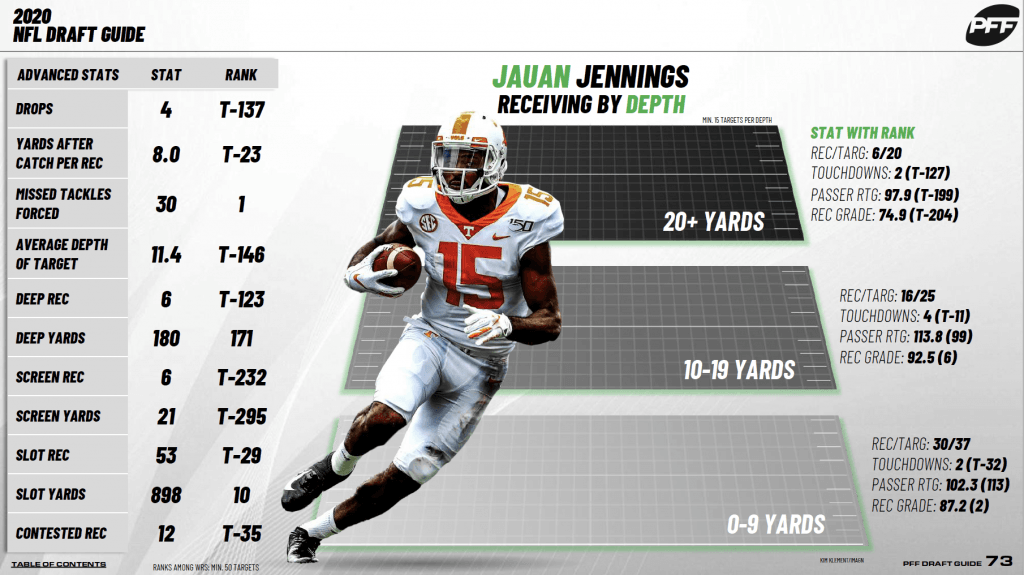 2020
NFL DRAFT GUIDE
PFF
ADVANCED STATS STAT RANK
DROPS 4 T-137
YARDS AFTER
CATCH PER REC 8.0 T-23
MISSED TACKLES
FORCED 30 1
AVERAGE DEPTH
OF TARGET 11.4 T-146
DEEP REC 6 T-123
DEEP YARDS 180 171
SCREEN REC 6 T-232
SCREEN YARDS 21 T-295
SLOT REC 53 T-29
SLOT YARDS 898 10
CONTESTED REC 12 T-35
TABLE OF CONTENTS
RANKS AMONG WRS: MIN. 50 TARGETS
JAUAN JENNINGS
RECEIVING BY DEPTH
MIN. 15 TARGETS PER DEPTH
VOLS
15
15
SEC
T
150
15
20+ YARDS
STAT WITH RANK
REC/TARG: 6/20
TOUCHDOWNS: 2 (T-127)
PASSER RTG: 97.9 (T-199)
REC GRADE: 74.9 (T-204)
10-19 YARDS
REC/TARG: 16/25
TOUCHDOWNS: 4 (T-11)
PASSER RTG: 113.8 (99)
REC GRADE: 92.5 (6)
0-9 YARDS
REC/TARG: 30/37
TOUCHDOWNS: 2 (T-32)
PASSER RTG: 102.3 (113)
REC GRADE: 87.2 (2)
KIM KLEMENT/IMAGN
PFF DRAFT GUIDE 73